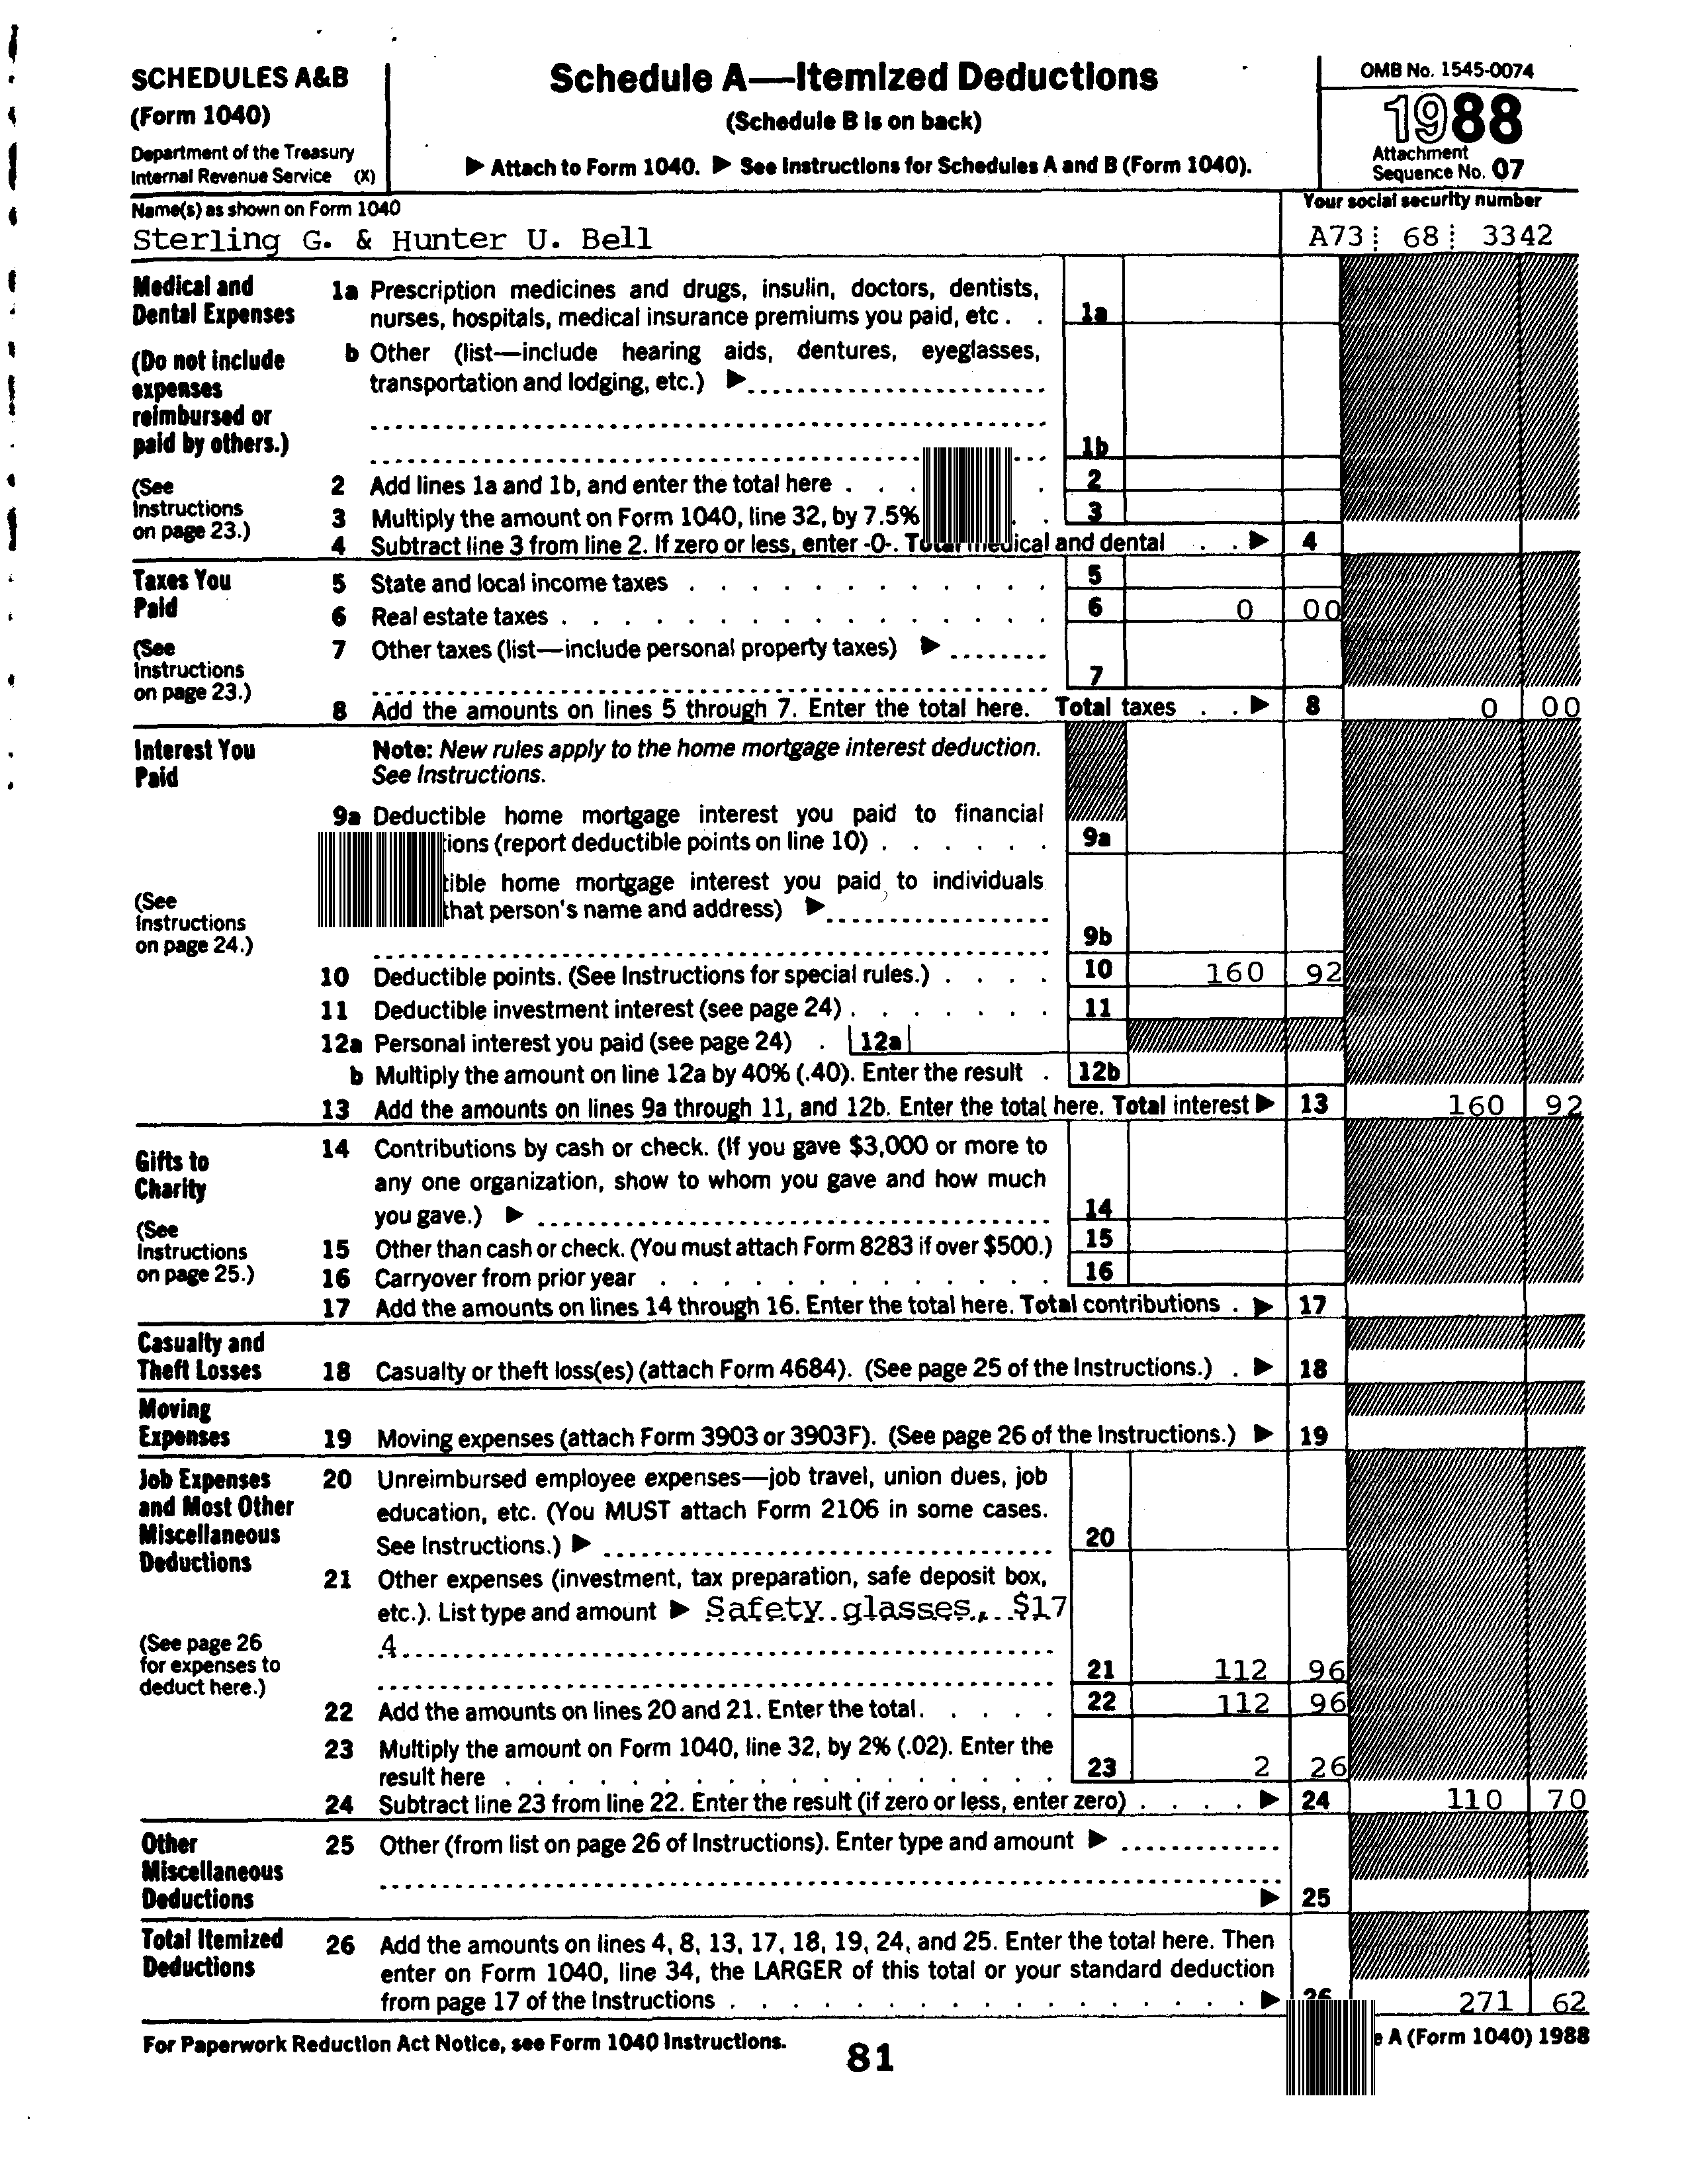 SCHEDULES A&B
(Form 1040)
Department of the Treasury
Internal Revenue Service (X)
Schedule A—Itemized Deductions
(Schedule B is on back)
▶ Attach to Form 1040. ▶ See Instructions for Schedules A and B (Form 1040).
OMB No. 1545-0074
1988
Attachment
Sequence No. 07
Name(s) as shown on Form 1040
Sterling G. & Hunter U. Bell
Your social security number
A73 68 3342
Medical and
Dental Expenses
(Do not include
expenses
reimbursed or
paid by others.)
(See
Instructions
on page 23.)
1a Prescription medicines and drugs, insulin, doctors, dentists,
nurses, hospitals, medical insurance premiums you paid, etc . . 1a
b Other (list—include hearing aids, dentures, eyeglasses,
transportation and lodging, etc.) ▶
1b
2 Add lines 1a and 1b, and enter the total here . . . . 2
3 Multiply the amount on Form 1040, line 32, by 7.5% . . 3
4 Subtract line 3 from line 2. If zero or less, enter -0-. Total medical and dental . . ▶ 4
Taxes You
Paid
(See
Instructions
on page 23.)
5 State and local income taxes . . . . . . . . . . . . 5
6 Real estate taxes . . . . . . . . . . . . . . . . 6 0 00
7 Other taxes (list—include personal property taxes) ▶
7
8 Add the amounts on lines 5 through 7. Enter the total here. Total taxes . . ▶ 8 0 00
Interest You
Paid
(See
Instructions
on page 24.)
Note: New rules apply to the home mortgage interest deduction.
See Instructions.
9a Deductible home mortgage interest you paid to financial
tions (report deductible points on line 10) . . . . . . 9a
tible home mortgage interest you paid to individuals
that person's name and address) ▶
9b
10 Deductible points. (See Instructions for special rules.) . . . . 10 160 92
11 Deductible investment interest (see page 24) . . . . . . . 11
12a Personal interest you paid (see page 24) . 12a
b Multiply the amount on line 12a by 40% (.40). Enter the result . 12b
13 Add the amounts on lines 9a through 11, and 12b. Enter the total here. Total interest ▶ 13 160 92
Gifts to
Charity
(See
Instructions
on page 25.)
14 Contributions by cash or check. (If you gave $3,000 or more to
any one organization, show to whom you gave and how much
you gave.) ▶ 14
15 Other than cash or check. (You must attach Form 8283 if over $500.) 15
16 Carryover from prior year . . . . . . . . . . . . . 16
17 Add the amounts on lines 14 through 16. Enter the total here. Total contributions . ▶ 17
Casualty and
Theft Losses
18 Casualty or theft loss(es) (attach Form 4684). (See page 25 of the Instructions.) . ▶ 18
Moving
Expenses
19 Moving expenses (attach Form 3903 or 3903F). (See page 26 of the Instructions.) ▶ 19
Job Expenses
and Most Other
Miscellaneous
Deductions
(See page 26
for expenses to
deduct here.)
20 Unreimbursed employee expenses—job travel, union dues, job
education, etc. (You MUST attach Form 2106 in some cases.
See Instructions.) ▶ 20
21 Other expenses (investment, tax preparation, safe deposit box,
etc.). List type and amount ▶ Safety glasses, $17
4
21 112 96
22 Add the amounts on lines 20 and 21. Enter the total. . . . . 22 112 96
23 Multiply the amount on Form 1040, line 32, by 2% (.02). Enter the
result here . . . . . . . . . . . . . . . . . . 23 2 26
24 Subtract line 23 from line 22. Enter the result (if zero or less, enter zero) . . . . ▶ 24 110 70
Other
Miscellaneous
Deductions
25 Other (from list on page 26 of Instructions). Enter type and amount ▶
▶ 25
Total Itemized
Deductions
26 Add the amounts on lines 4, 8, 13, 17, 18, 19, 24, and 25. Enter the total here. Then
enter on Form 1040, line 34, the LARGER of this total or your standard deduction
from page 17 of the Instructions . . . . . . . . . . . . . . . . . ▶ 26 271 62
For Paperwork Reduction Act Notice, see Form 1040 Instructions.
81
e A (Form 1040) 1988